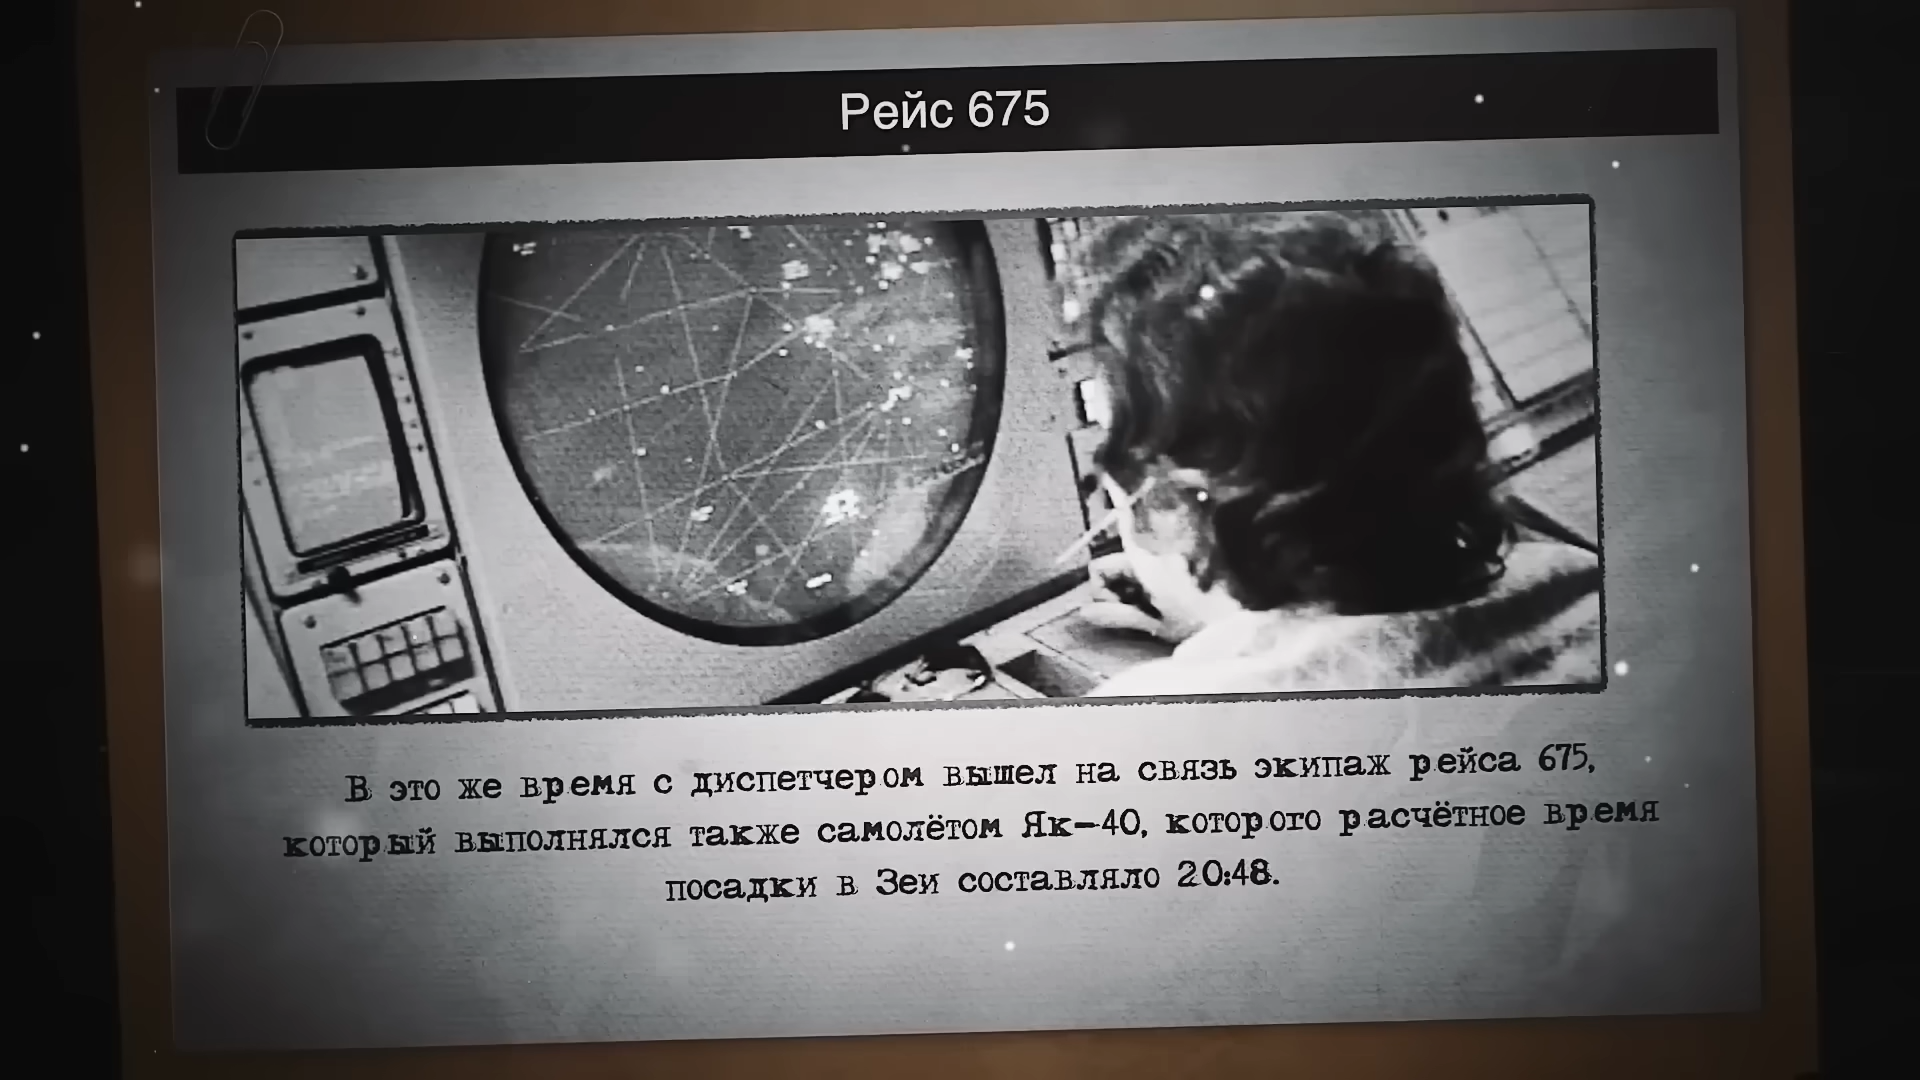 Рейс 675
В это же время с диспетчером вышел на связь экипаж рейса 675,
который выполнялся также самолётом Як-40, которого расчётное время
посадки в Зеи составляло 20:48.